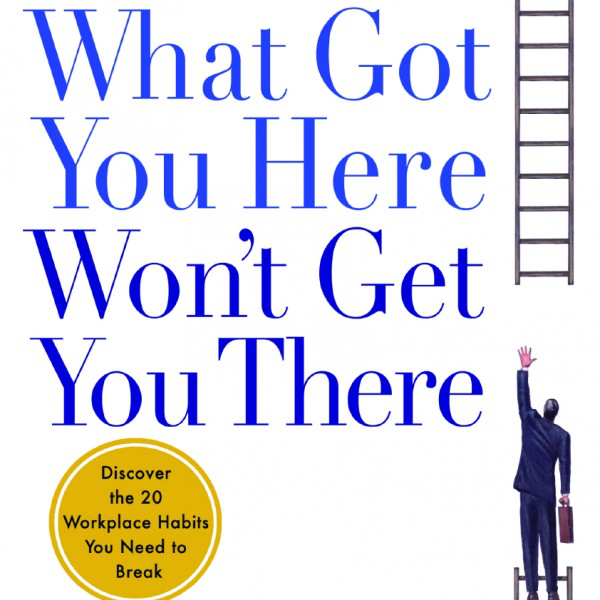 What Got
You Here
Won't Get
You There
Discover
the 20
Workplace Habits
You Need to
Break